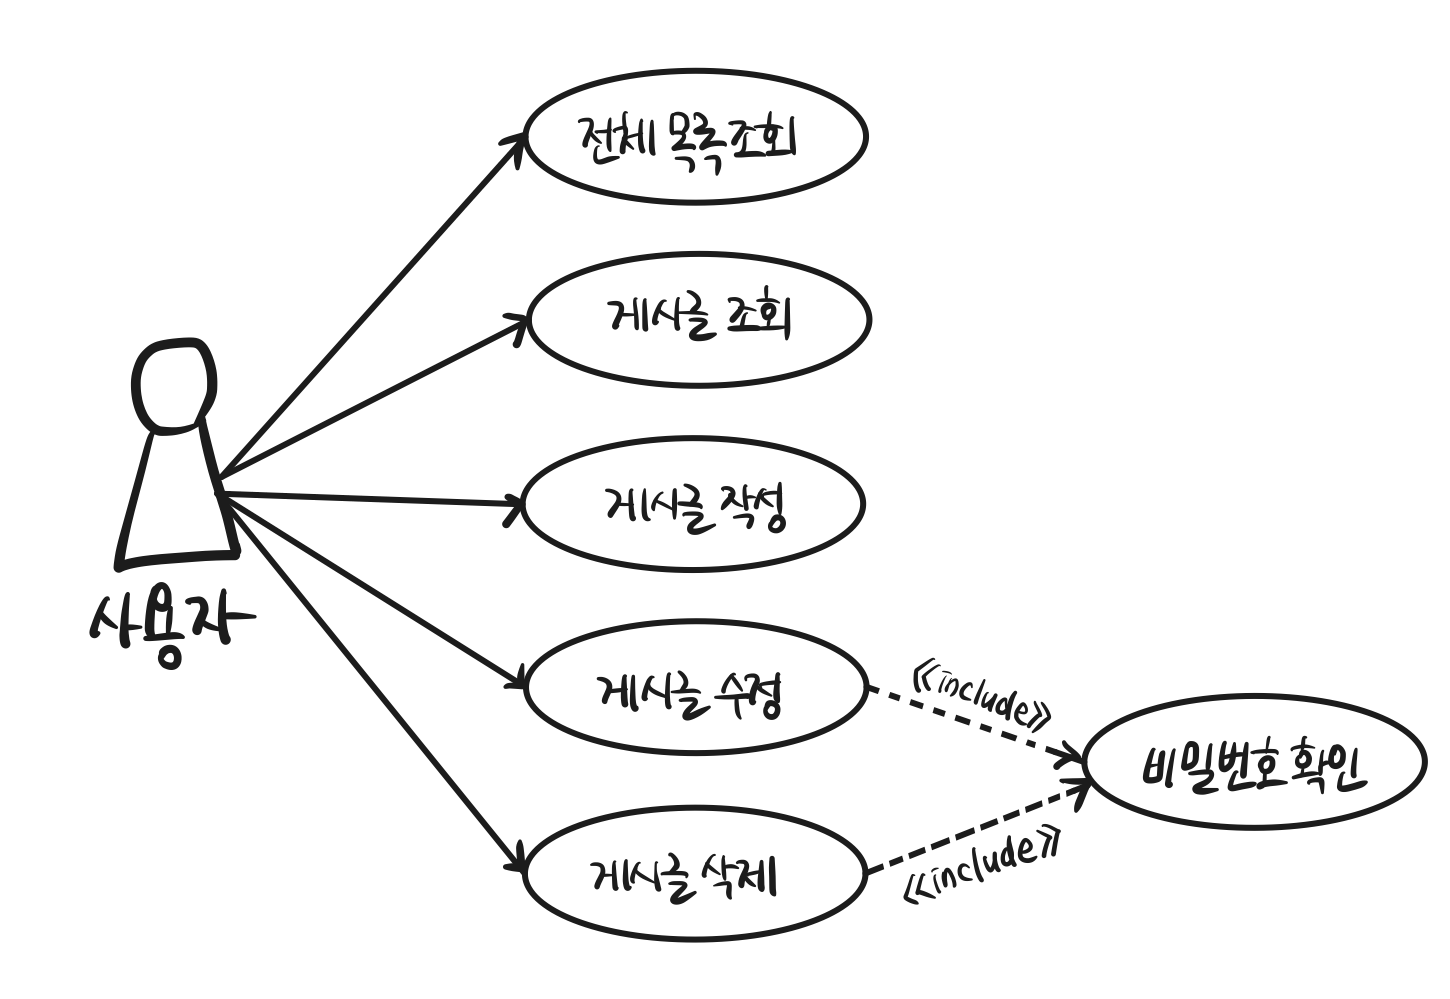 전체 목록조회
게시글 조회
게시글 작성
사용자
게시글 수정
《include》
비밀번호 확인
게시글 삭제
《include》